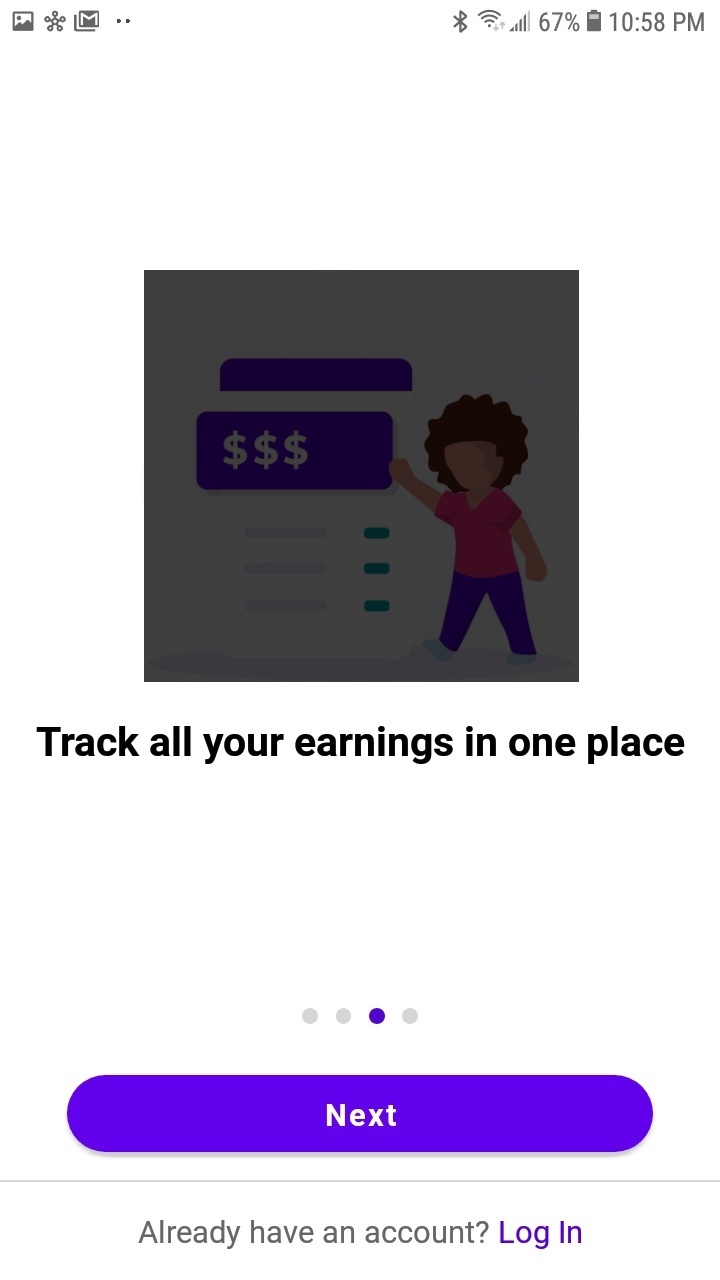 67% 10:58 PM
$$$
Track all your earnings in one place
Next
Already have an account? Log In